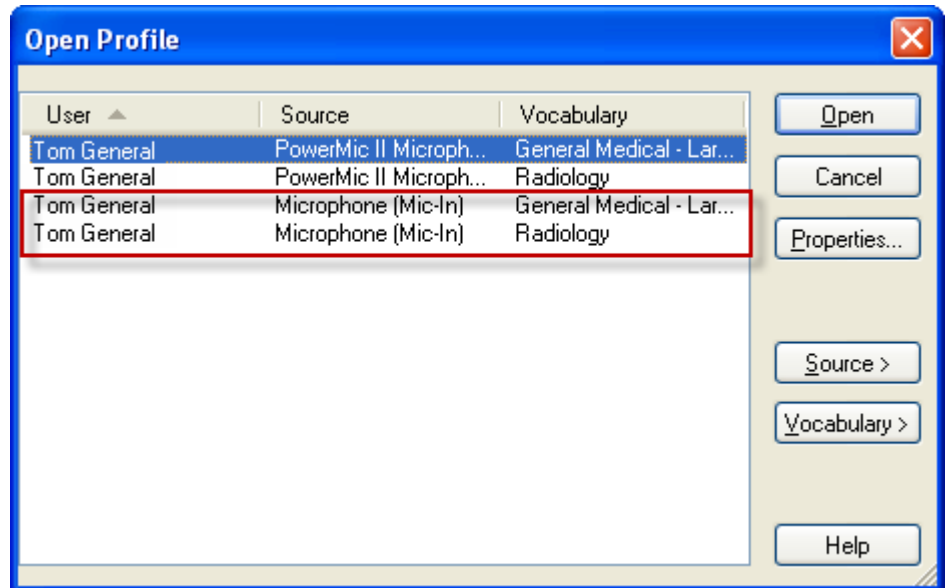 Open Profile
User Source Vocabulary
Tom General PowerMic II Microph... General Medical - Lar...
Tom General PowerMic II Microph... Radiology
Tom General Microphone (Mic-In) General Medical - Lar...
Tom General Microphone (Mic-In) Radiology
Open
Cancel
Properties...
Source >
Vocabulary >
Help